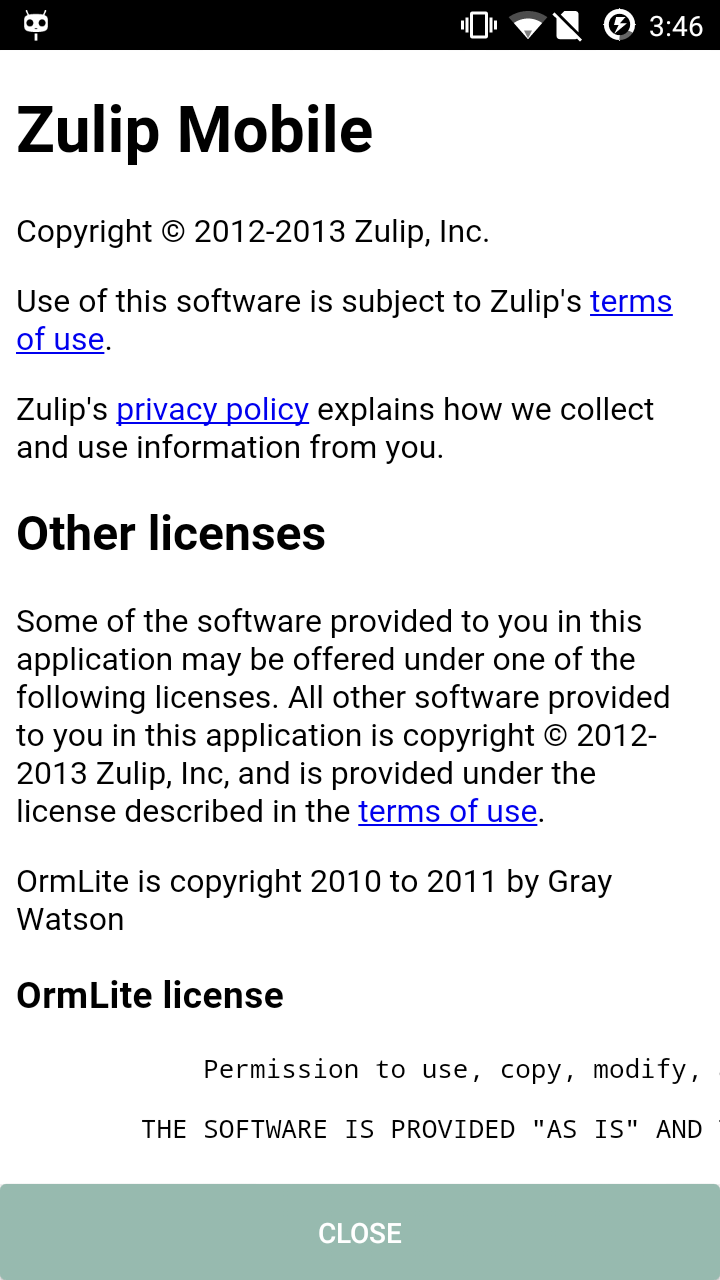 3:46
Zulip Mobile
Copyright © 2012-2013 Zulip, Inc.
Use of this software is subject to Zulip's terms
of use.
Zulip's privacy policy explains how we collect
and use information from you.
Other licenses
Some of the software provided to you in this
application may be offered under one of the
following licenses. All other software provided
to you in this application is copyright © 2012-
2013 Zulip, Inc, and is provided under the
license described in the terms of use.
OrmLite is copyright 2010 to 2011 by Gray
Watson
OrmLite license
Permission to use, copy, modify,
THE SOFTWARE IS PROVIDED "AS IS" AND
CLOSE